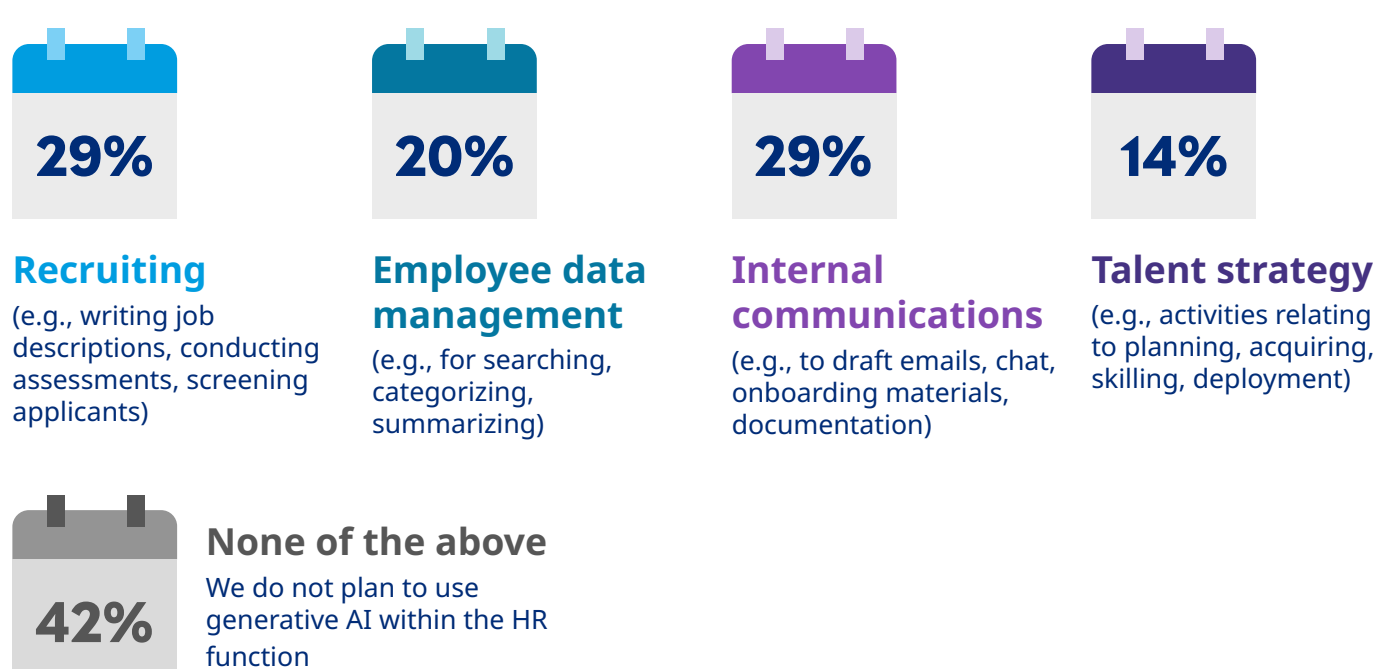 29%
20%
29%
14%
Recruiting
(e.g., writing job
descriptions, conducting
assessments, screening
applicants)
Employee data
management
(e.g., for searching,
categorizing,
summarizing)
Internal
communications
(e.g., to draft emails, chat,
onboarding materials,
documentation)
Talent strategy
(e.g., activities relating
to planning, acquiring,
skilling, deployment)
42%
None of the above
We do not plan to use
generative AI within the HR
function